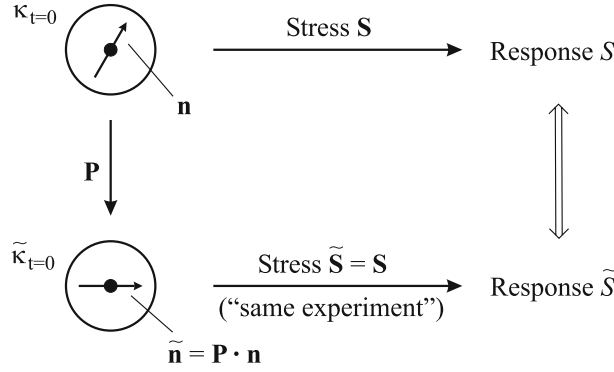 κt=0
Stress S
Response S
n
P
κ̃t=0
Stress S̃ = S
(“same experiment”)
Response S̃
ñ = P · n